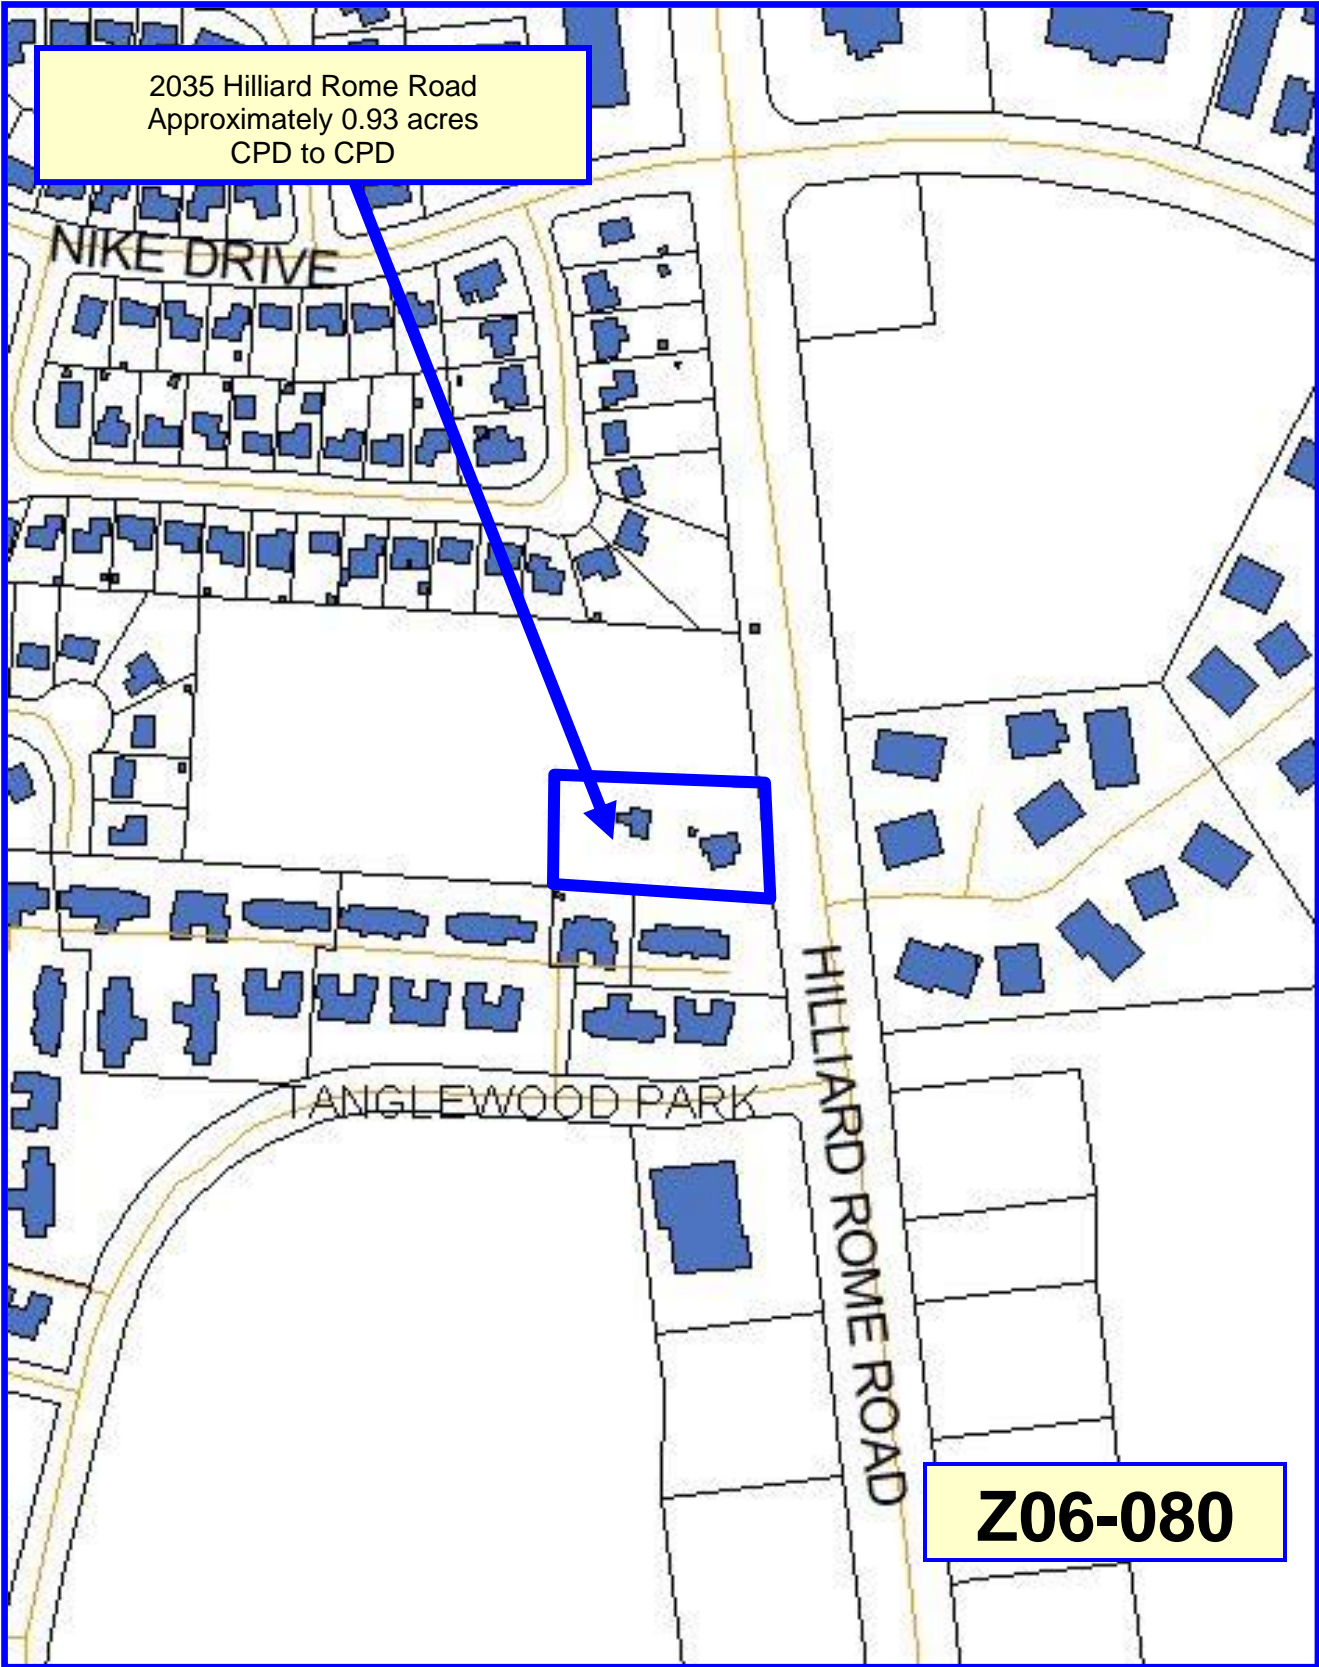 2035 Hilliard Rome Road
Approximately 0.93 acres
CPD to CPD
NIKE DRIVE
TANGLEWOOD PARK
HILLIARD ROME ROAD
Z06-080